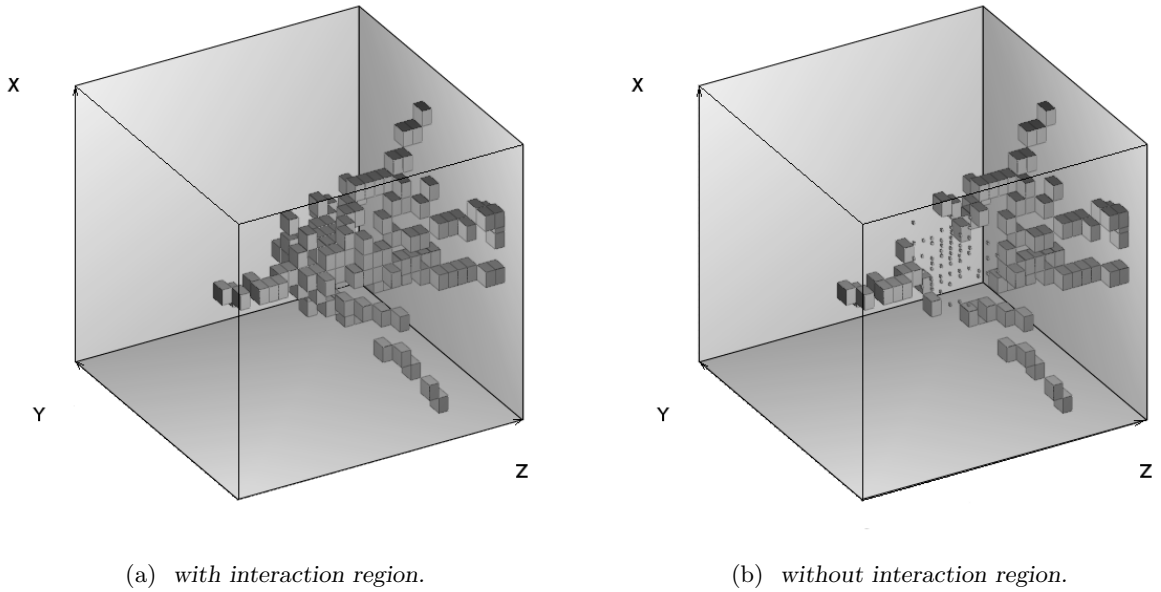 X
X
Y
Y
Z
Z
(a) with interaction region.
(b) without interaction region.